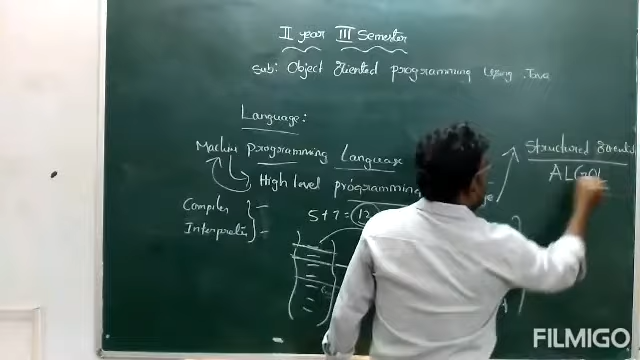 II year III Semester
Sub: Object Oriented programming Using Java
Language:
Machine programming Language
High level programming
Compiler
Interpreter
5+7=12
Structured
ALGOL
FILMIGO